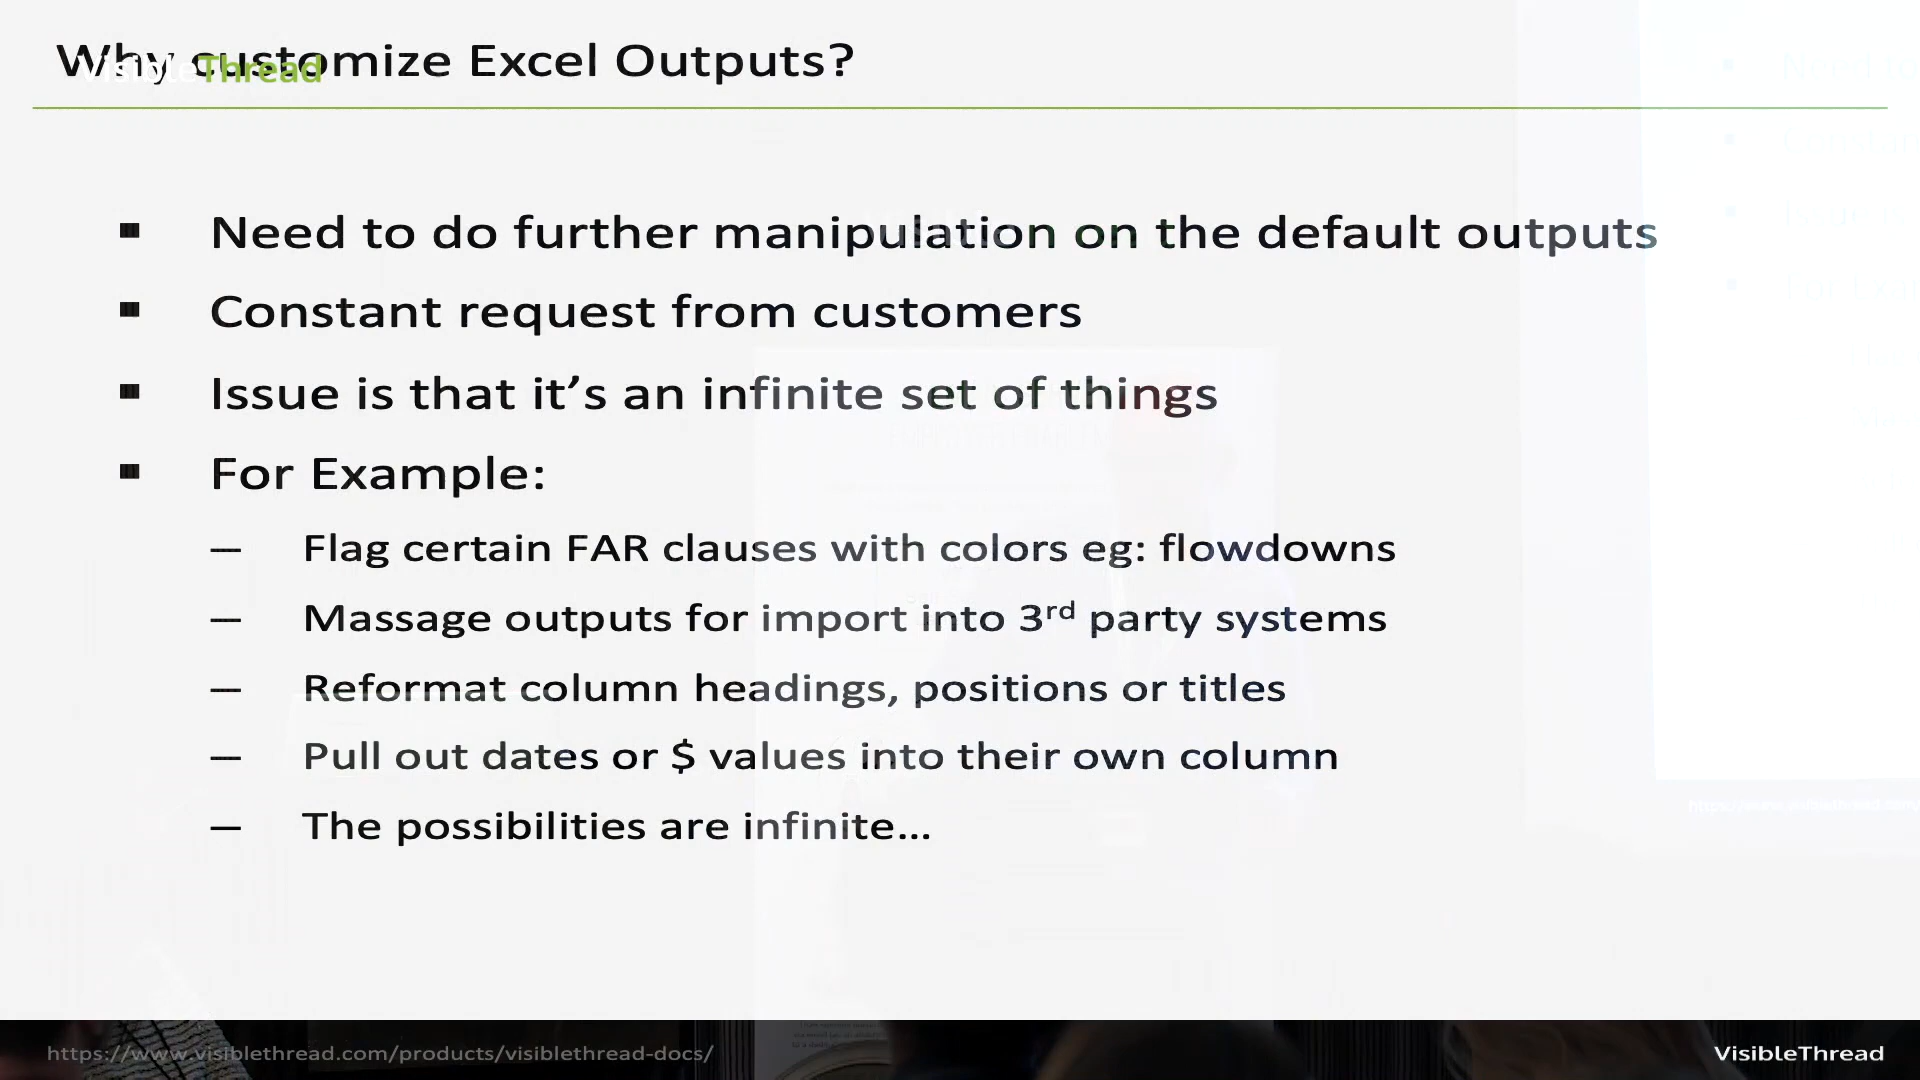 Why customize Excel Outputs?
VisibleThread
Need to do further manipulation on the default outputs
Constant request from customers
Issue is that it’s an infinite set of things
For Example:
Flag certain FAR clauses with colors eg: flowdowns
Massage outputs for import into 3rd party systems
Reformat column headings, positions or titles
Pull out dates or $ values into their own column
The possibilities are infinite…
https://www.visiblethread.com/products/visiblethread-docs/
VisibleThread